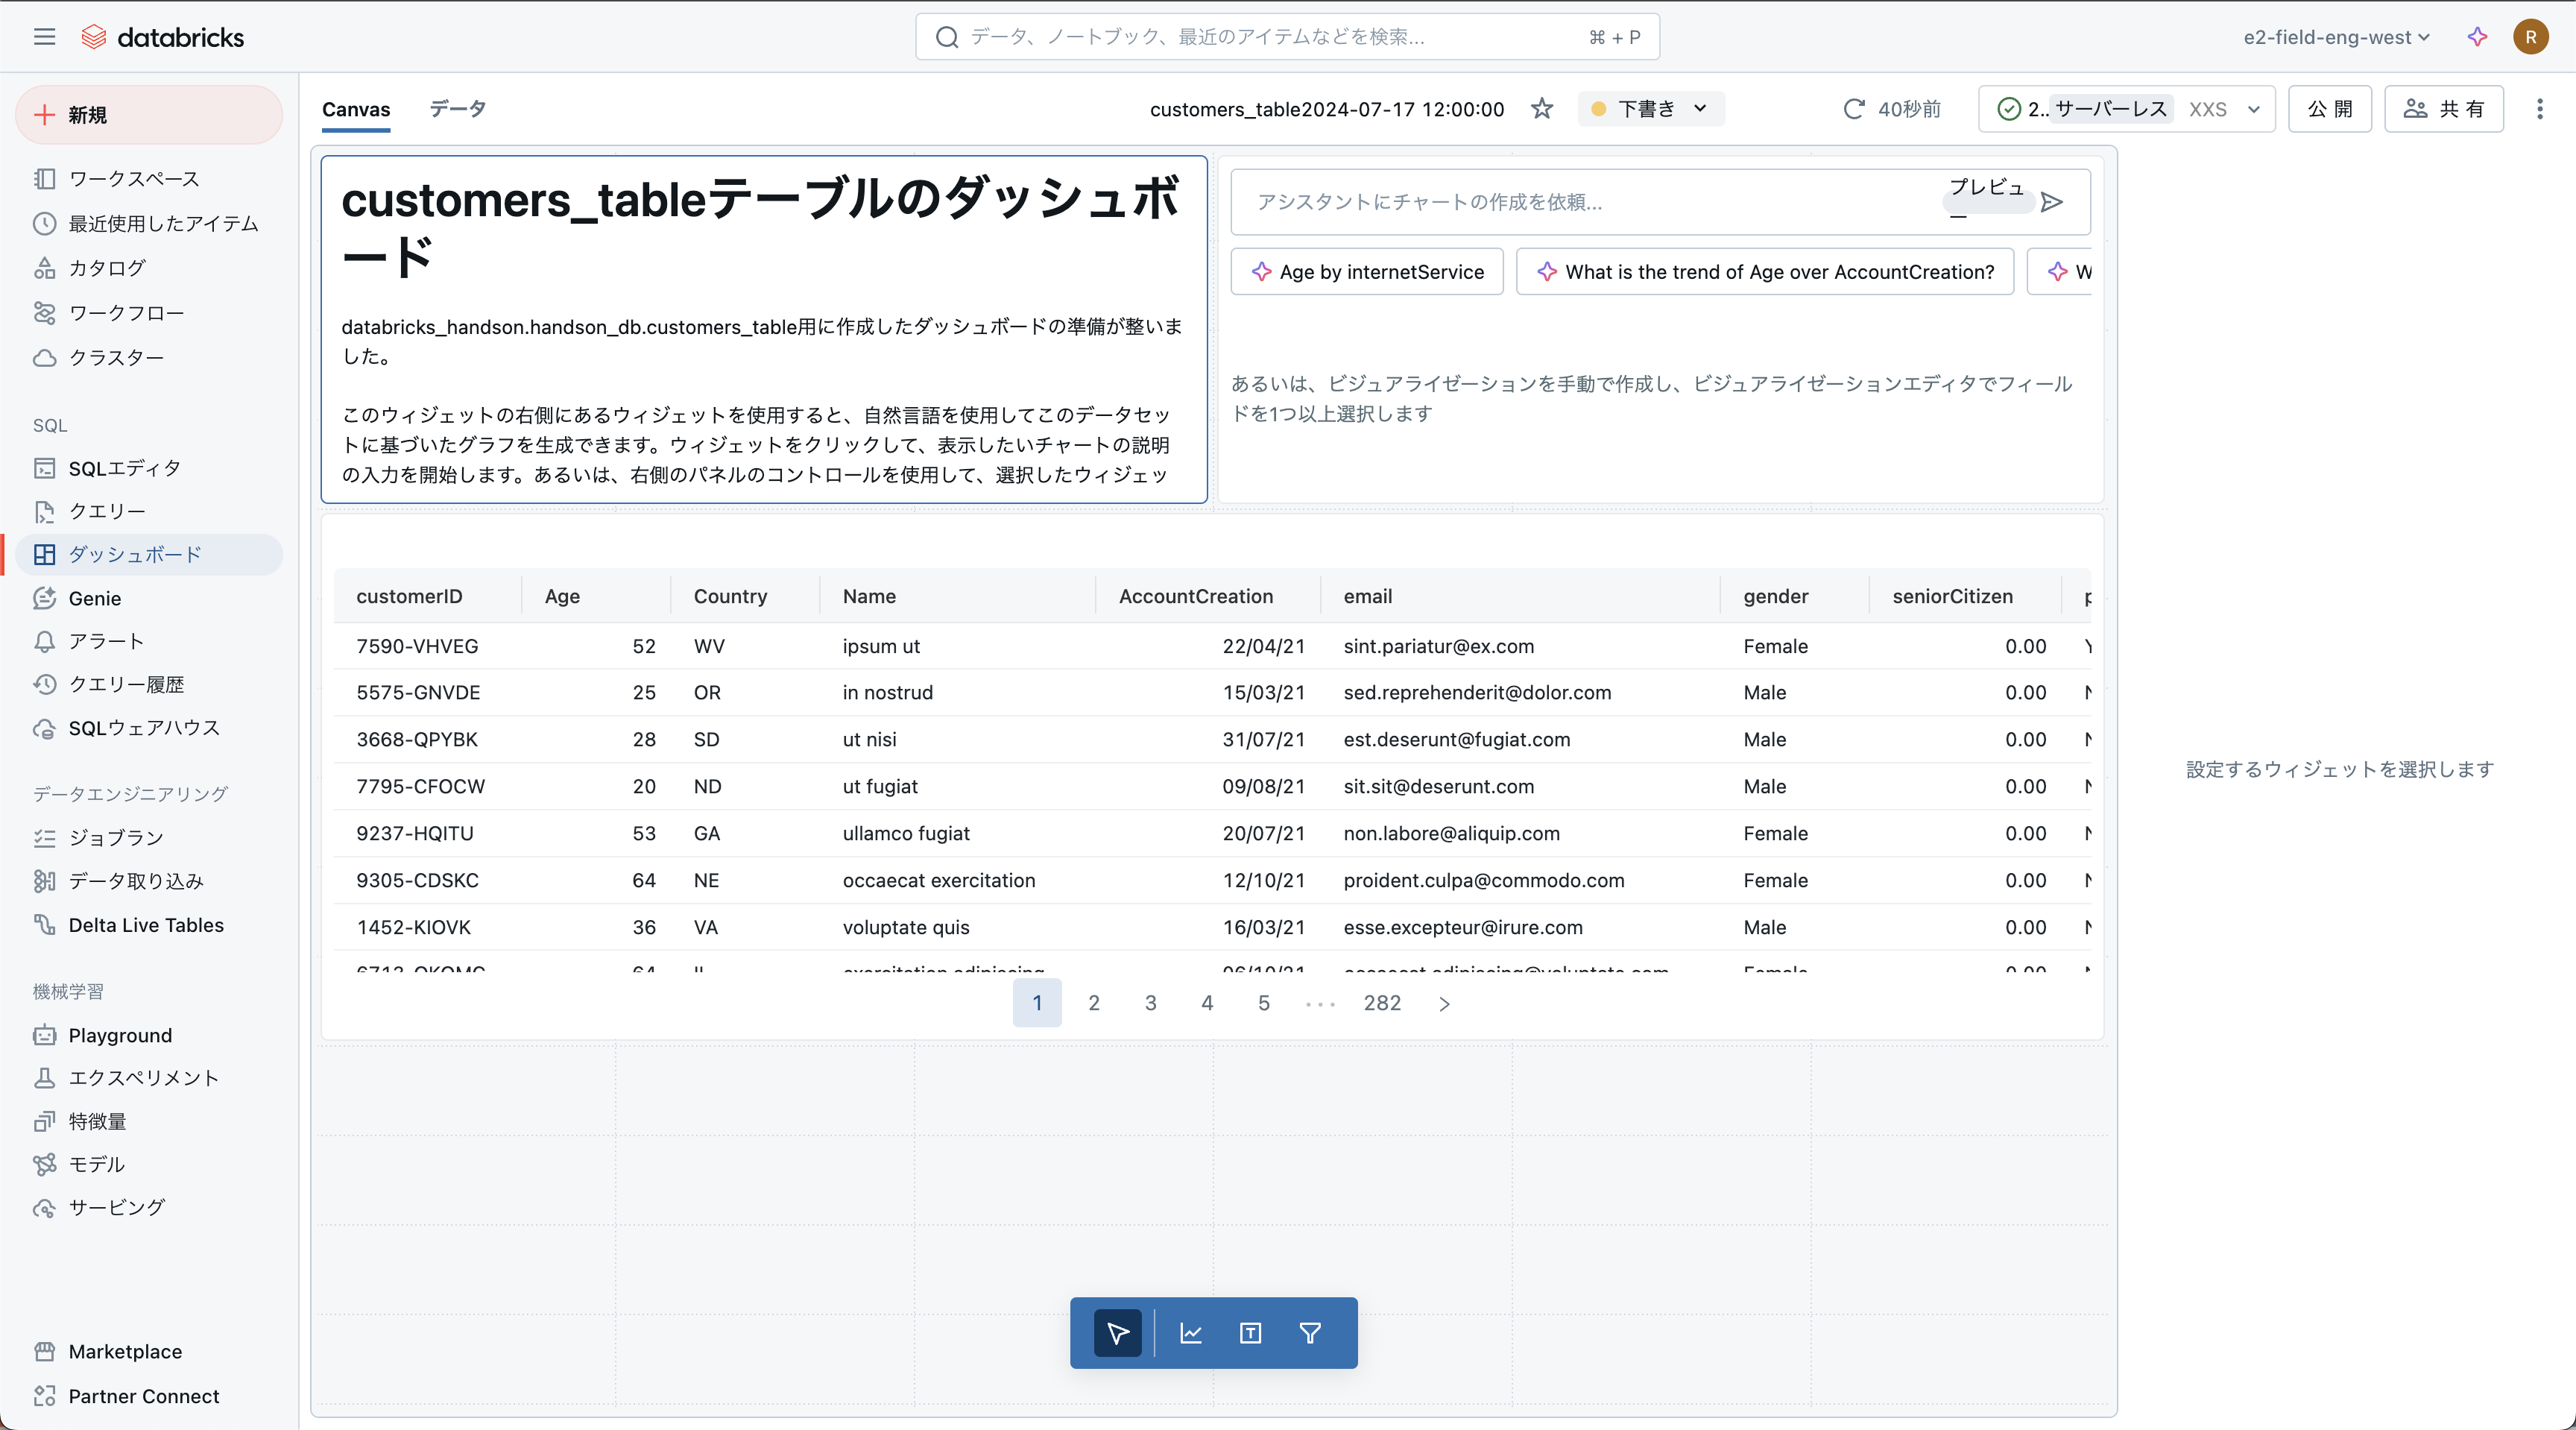 databricks
データ、ノートブック、最近のアイテムなどを検索... ⌘ + P
e2-field-eng-west
R
新規
ワークスペース
最近使用したアイテム
カタログ
ワークフロー
クラスター
SQL
SQLエディタ
クエリー
ダッシュボード
Genie
アラート
クエリー履歴
SQLウェアハウス
データエンジニアリング
ジョブラン
データ取り込み
Delta Live Tables
機械学習
Playground
エクスペリメント
特徴量
モデル
サービング
Marketplace
Partner Connect
Canvas データ customers_table2024-07-17 12:00:00 下書き 40秒前 2.. サーバーレス XXS 公開 共有
customers_tableテーブルのダッシュボ
ード
databricks_handson.handson_db.customers_table用に作成したダッシュボードの準備が整いま
した。
このウィジェットの右側にあるウィジェットを使用すると、自然言語を使用してこのデータセッ
トに基づいたグラフを生成できます。ウィジェットをクリックして、表示したいチャートの説明
の入力を開始します。あるいは、右側のパネルのコントロールを使用して、選択したウィジェッ
アシスタントにチャートの作成を依頼... プレビュー
Age by internetService What is the trend of Age over AccountCreation? W
あるいは、ビジュアライゼーションを手動で作成し、ビジュアライゼーションエディタでフィール
ドを1つ以上選択します
customerID Age Country Name AccountCreation email gender seniorCitizen p
7590-VHVEG 52 WV ipsum ut 22/04/21 sint.pariatur@ex.com Female 0.00 Y
5575-GNVDE 25 OR in nostrud 15/03/21 sed.reprehenderit@dolor.com Male 0.00 N
3668-QPYBK 28 SD ut nisi 31/07/21 est.deserunt@fugiat.com Male 0.00 N
7795-CFOCW 20 ND ut fugiat 09/08/21 sit.sit@deserunt.com Male 0.00 N
9237-HQITU 53 GA ullamco fugiat 20/07/21 non.labore@aliquip.com Female 0.00 N
9305-CDSKC 64 NE occaecat exercitation 12/10/21 proident.culpa@commodo.com Female 0.00 N
1452-KIOVK 36 VA voluptate quis 16/03/21 esse.excepteur@irure.com Male 0.00 N
1 2 3 4 5 ••• 282 >
設定するウィジェットを選択します